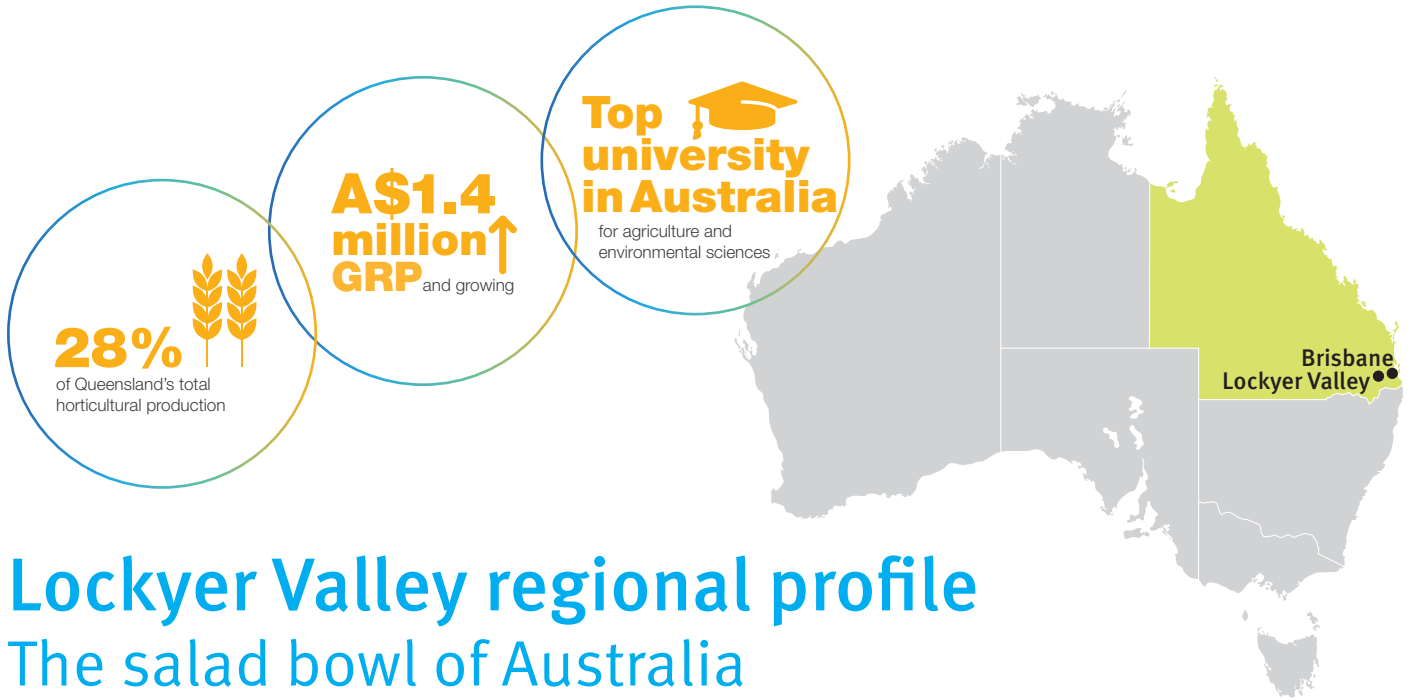 28%
of Queensland’s total
horticultural production
A$1.4
million
GRP and growing
Top
university
in Australia
for agriculture and
environmental sciences
Brisbane
Lockyer Valley
Lockyer Valley regional profile
The salad bowl of Australia